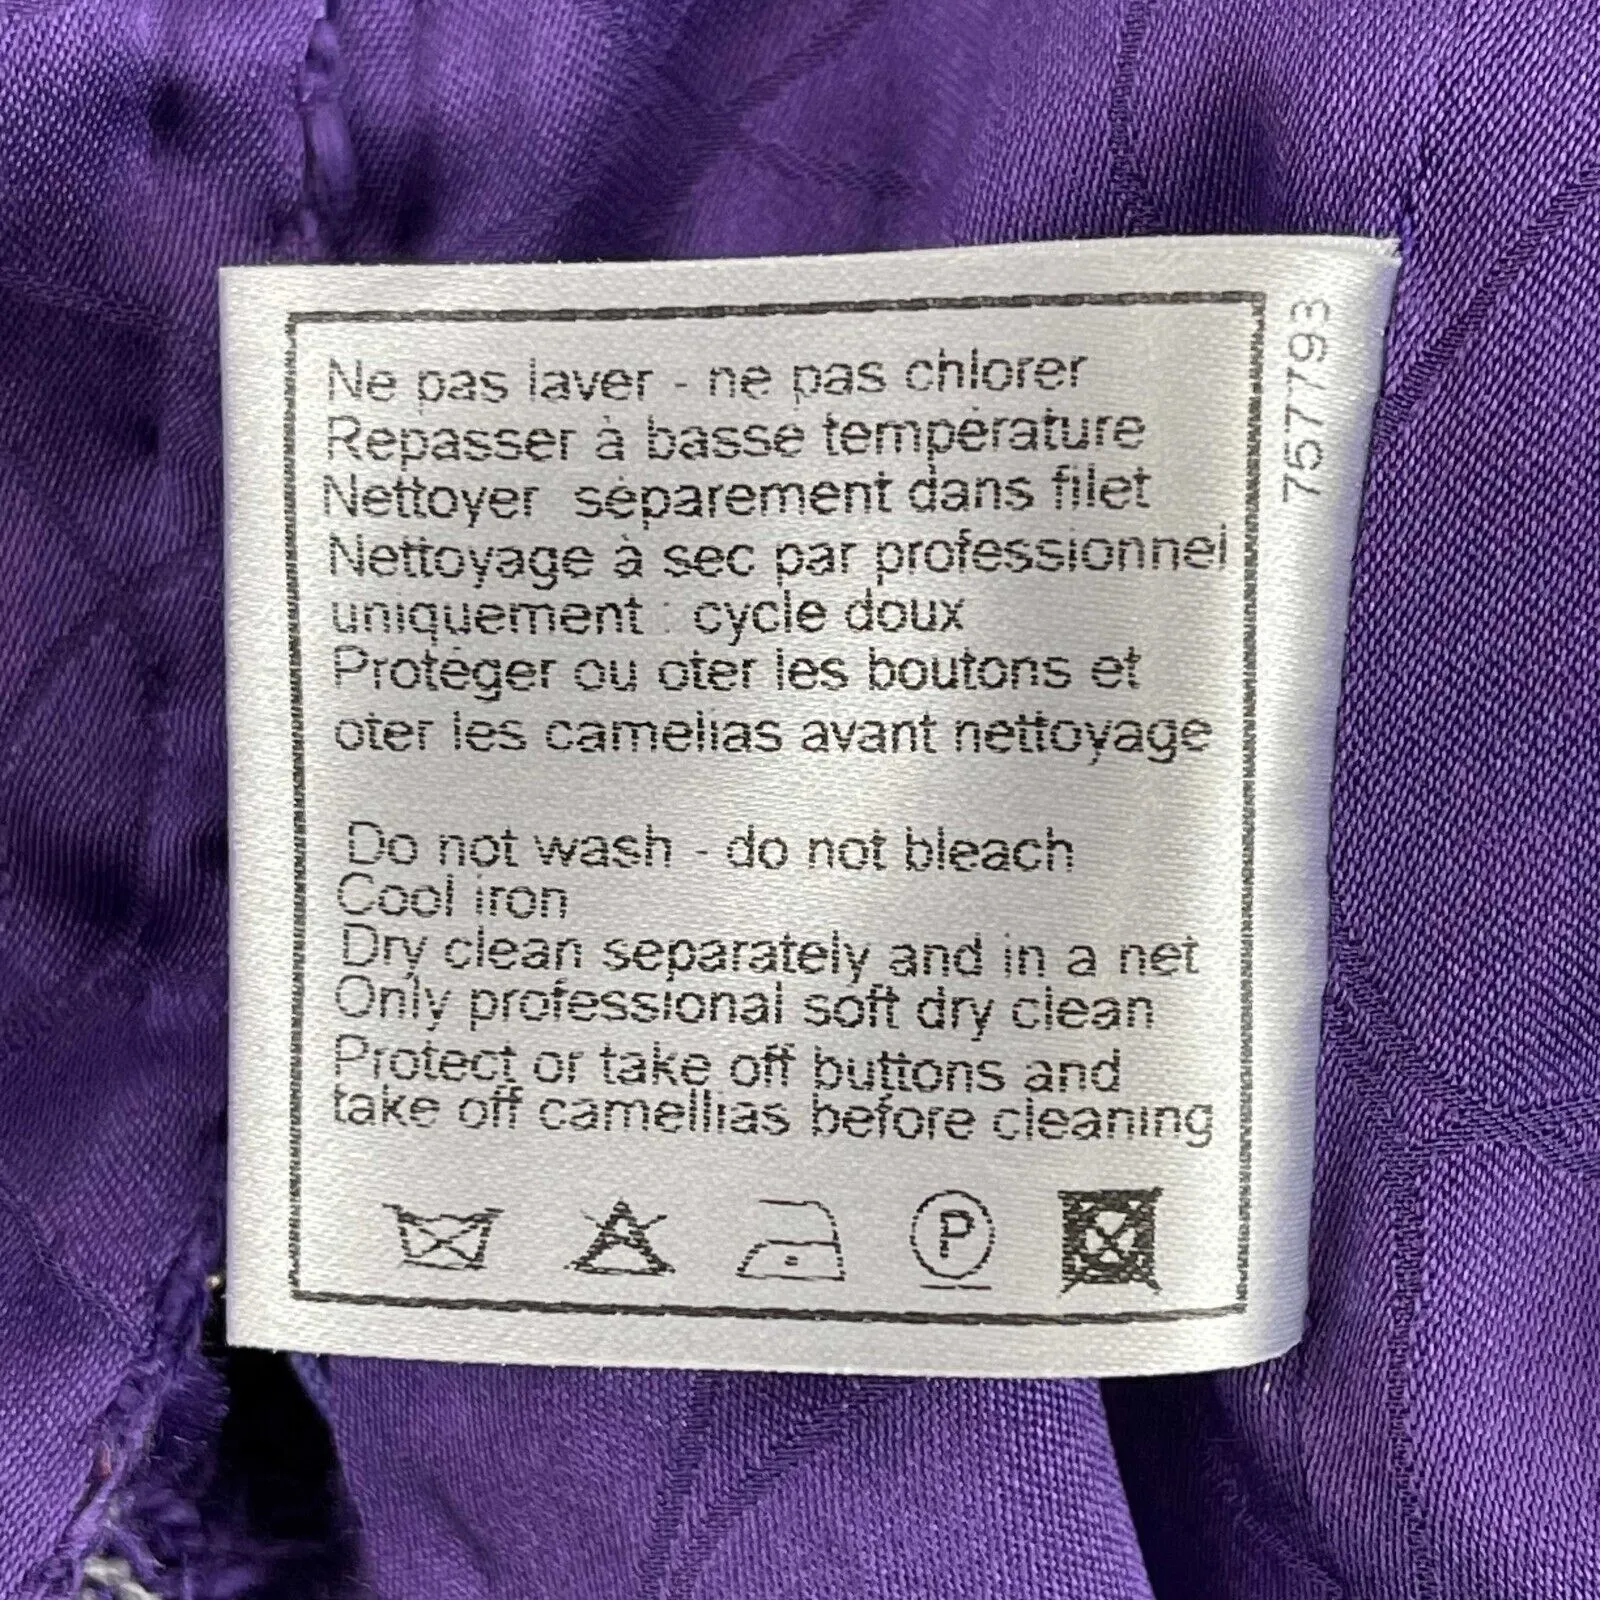 Ne pas laver - ne pas chlorer
Repasser à basse température
Nettoyer séparement dans filet
Nettoyage à sec par professionnel
uniquement : cycle doux
Protéger ou oter les boutons et
oter les camelias avant nettoyage
Do not wash - do not bleach
Cool iron
Dry clean separately and in a net
Only professional soft dry clean
Protect or take off buttons and
take off camellias before cleaning
P
757793